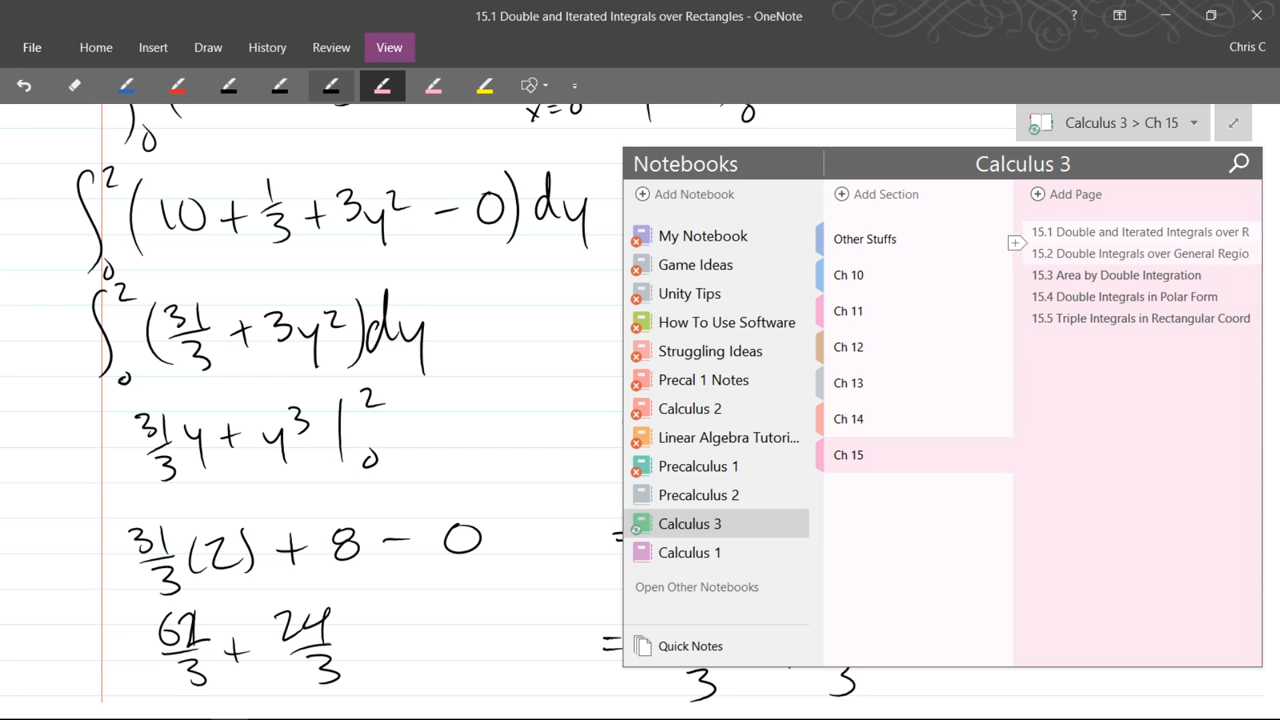 15.1 Double and Iterated Integrals over Rectangles - OneNote
?
File Home Insert Draw History Review View
Chris C
Calculus 3 > Ch 15
∫₀
x=0
0
∫₀² (10 + 1/3 + 3y² - 0) dy
∫₀² (31/3 + 3y²) dy
31/3 y + y³ |₀²
31/3 (2) + 8 - 0 =
62/3 + 24/3 =
3 3
Notebooks
Add Notebook
My Notebook
Game Ideas
Unity Tips
How To Use Software
Struggling Ideas
Precal 1 Notes
Calculus 2
Linear Algebra Tutori...
Precalculus 1
Precalculus 2
Calculus 3
Calculus 1
Open Other Notebooks
Quick Notes
Calculus 3
Add Section
Other Stuffs
Ch 10
Ch 11
Ch 12
Ch 13
Ch 14
Ch 15
Add Page
15.1 Double and Iterated Integrals over R
15.2 Double Integrals over General Regio
15.3 Area by Double Integration
15.4 Double Integrals in Polar Form
15.5 Triple Integrals in Rectangular Coord